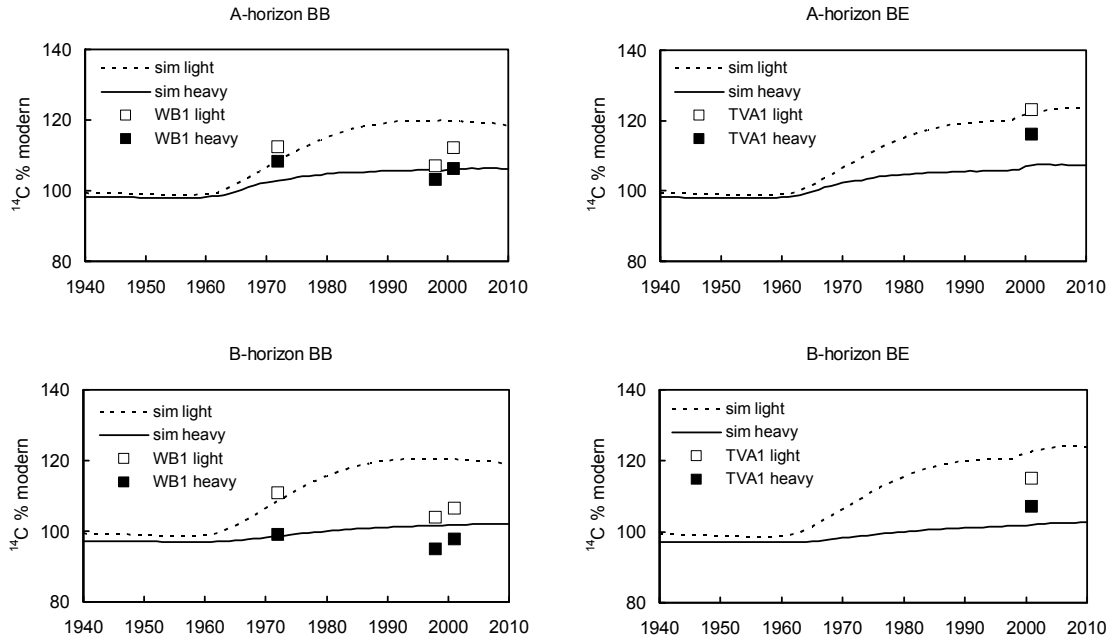 A-horizon BB
140
120
100
80
¹⁴C % modern
sim light
sim heavy
WB1 light
WB1 heavy
1940 1950 1960 1970 1980 1990 2000 2010
A-horizon BE
140
120
100
80
¹⁴C % modern
sim light
sim heavy
TVA1 light
TVA1 heavy
1940 1950 1960 1970 1980 1990 2000 2010
B-horizon BB
140
120
100
80
¹⁴C % modern
sim light
sim heavy
WB1 light
WB1 heavy
1940 1950 1960 1970 1980 1990 2000 2010
B-horizon BE
140
120
100
80
¹⁴C % modern
sim light
sim heavy
TVA1 light
TVA1 heavy
1940 1950 1960 1970 1980 1990 2000 2010